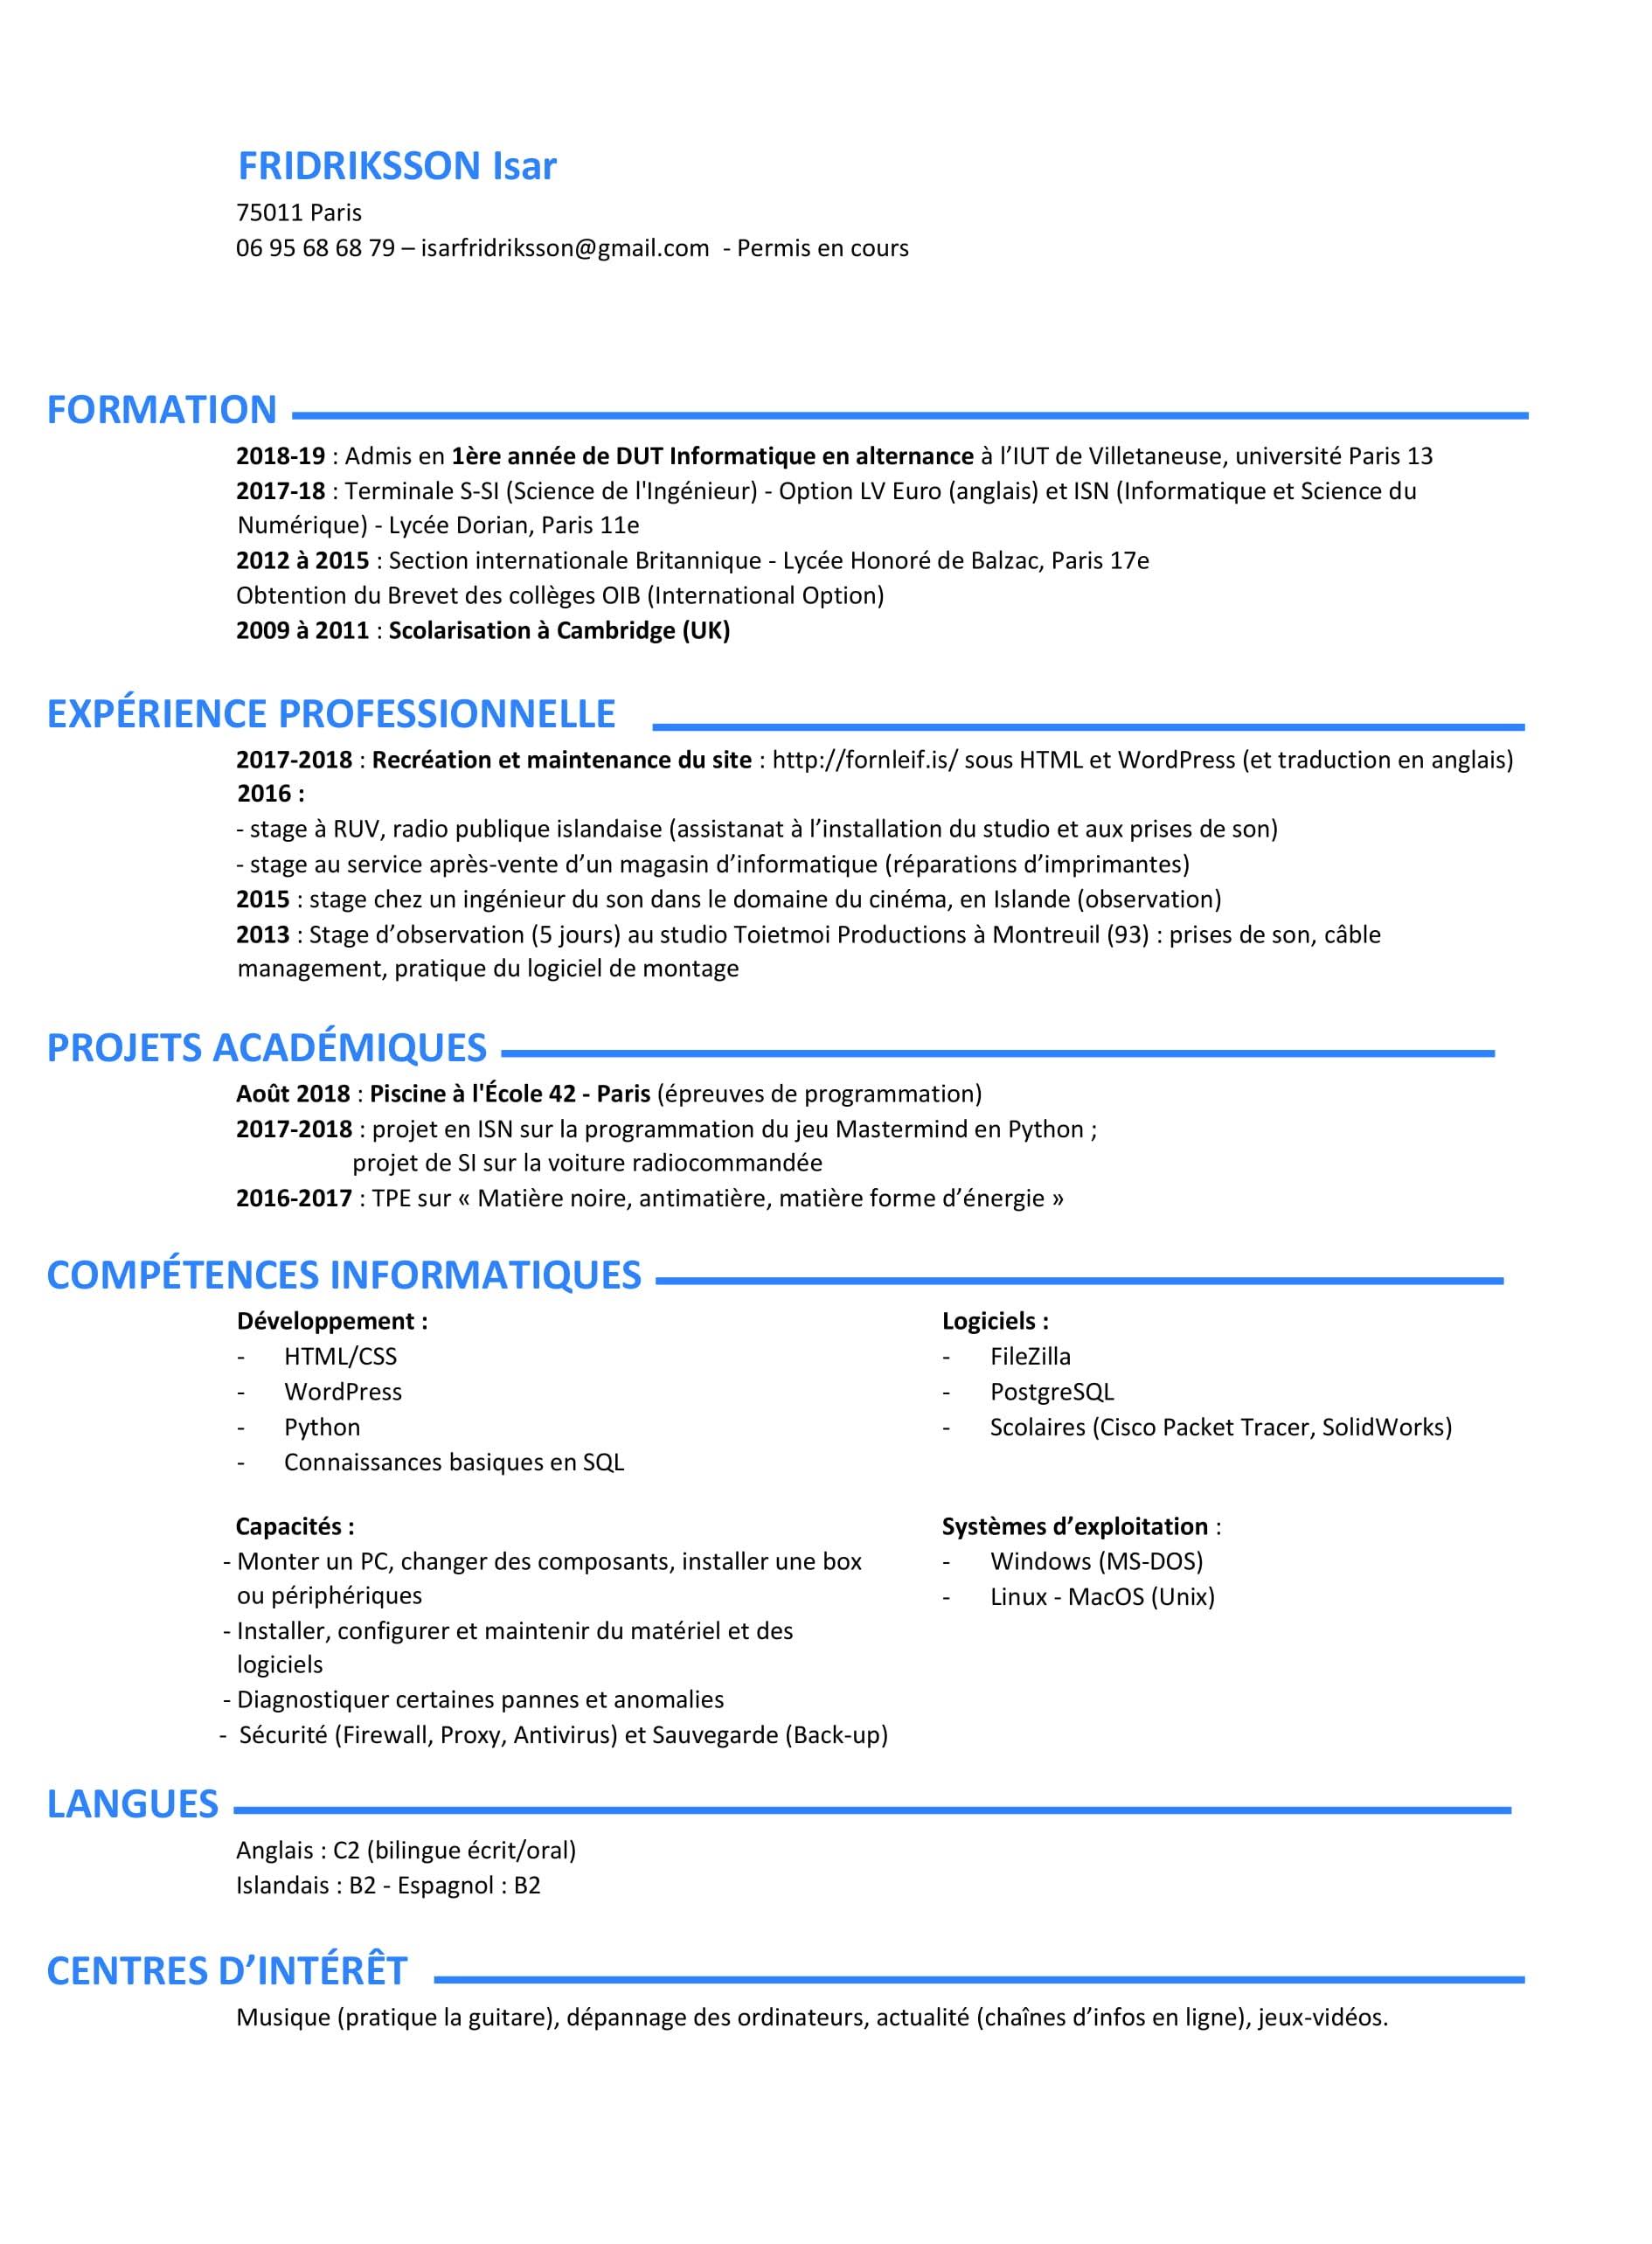 FRIDRIKSSON Isar
75011 Paris
06 95 68 68 79 – isarfridriksson@gmail.com  - Permis en cours
FORMATION
2018-19 : Admis en 1ère année de DUT Informatique en alternance à l’IUT de Villetaneuse, université Paris 13
2017-18 : Terminale S-SI (Science de l'Ingénieur) - Option LV Euro (anglais) et ISN (Informatique et Science du
Numérique) - Lycée Dorian, Paris 11e
2012 à 2015 : Section internationale Britannique - Lycée Honoré de Balzac, Paris 17e
Obtention du Brevet des collèges OIB (International Option)
2009 à 2011 : Scolarisation à Cambridge (UK)
EXPÉRIENCE PROFESSIONNELLE
2017-2018 : Recréation et maintenance du site : http://fornleif.is/ sous HTML et WordPress (et traduction en anglais)
2016 :
- stage à RUV, radio publique islandaise (assistanat à l’installation du studio et aux prises de son)
- stage au service après-vente d’un magasin d’informatique (réparations d’imprimantes)
2015 : stage chez un ingénieur du son dans le domaine du cinéma, en Islande (observation)
2013 : Stage d’observation (5 jours) au studio Toietmoi Productions à Montreuil (93) : prises de son, câble
management, pratique du logiciel de montage
PROJETS ACADÉMIQUES
Août 2018 : Piscine à l'École 42 - Paris (épreuves de programmation)
2017-2018 : projet en ISN sur la programmation du jeu Mastermind en Python ;
projet de SI sur la voiture radiocommandée
2016-2017 : TPE sur « Matière noire, antimatière, matière forme d’énergie »
COMPÉTENCES INFORMATIQUES
Développement :
- HTML/CSS
- WordPress
- Python
- Connaissances basiques en SQL
Logiciels :
- FileZilla
- PostgreSQL
- Scolaires (Cisco Packet Tracer, SolidWorks)
Capacités :
- Monter un PC, changer des composants, installer une box
ou périphériques
- Installer, configurer et maintenir du matériel et des
logiciels
- Diagnostiquer certaines pannes et anomalies
- Sécurité (Firewall, Proxy, Antivirus) et Sauvegarde (Back-up)
Systèmes d’exploitation :
- Windows (MS-DOS)
- Linux - MacOS (Unix)
LANGUES
Anglais : C2 (bilingue écrit/oral)
Islandais : B2 - Espagnol : B2
CENTRES D’INTÉRÊT
Musique (pratique la guitare), dépannage des ordinateurs, actualité (chaînes d’infos en ligne), jeux-vidéos.